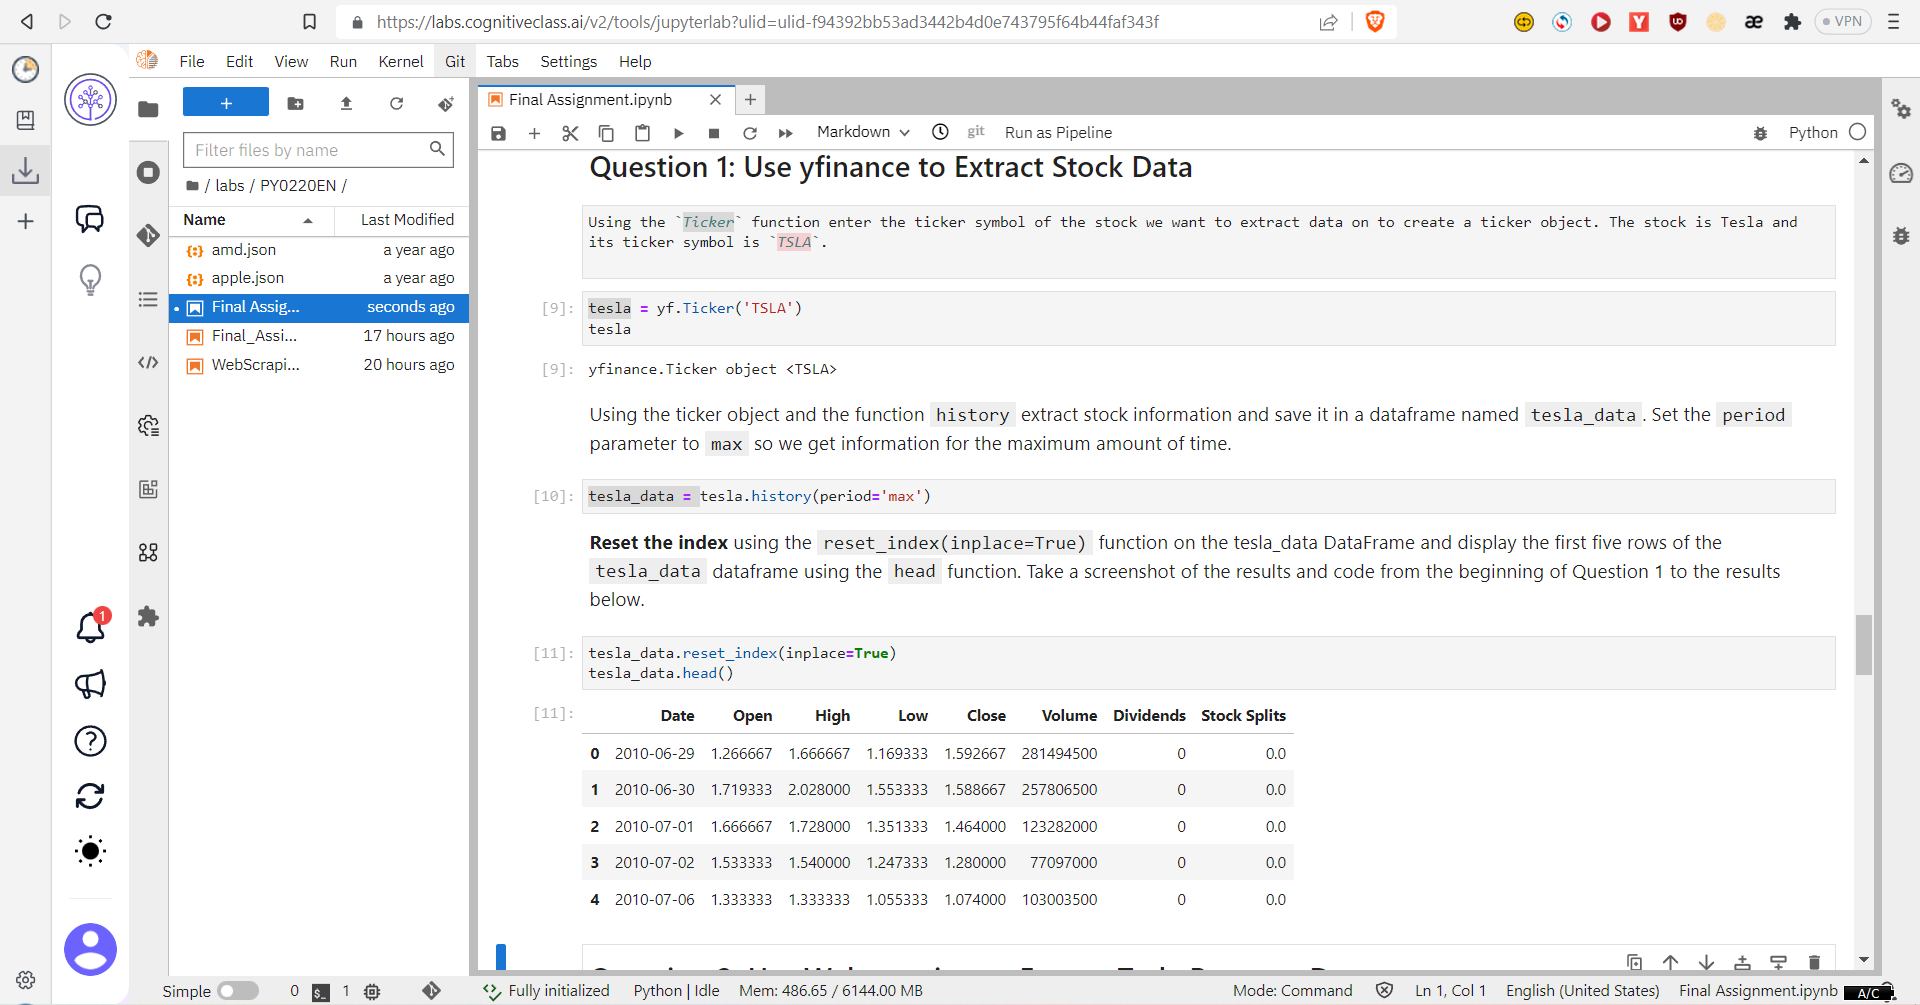 https://labs.cognitiveclass.ai/v2/tools/jupyterlab?ulid=ulid-f94392bb53ad3442b4d0e743795f64b44faf343f
VPN
File Edit View Run Kernel Git Tabs Settings Help
Final Assignment.ipynb
Markdown
git
Run as Pipeline
Python
Filter files by name
/ labs / PY0220EN /
Name Last Modified
amd.json a year ago
apple.json a year ago
Final Assig... seconds ago
Final_Assi... 17 hours ago
WebScrapi... 20 hours ago
1
Question 1: Use yfinance to Extract Stock Data
Using the `Ticker` function enter the ticker symbol of the stock we want to extract data on to create a ticker object. The stock is Tesla and
its ticker symbol is `TSLA`.
[9]: tesla = yf.Ticker('TSLA')
tesla
[9]: yfinance.Ticker object <TSLA>
Using the ticker object and the function history extract stock information and save it in a dataframe named tesla_data. Set the period
parameter to max so we get information for the maximum amount of time.
[10]: tesla_data = tesla.history(period='max')
Reset the index using the reset_index(inplace=True) function on the tesla_data DataFrame and display the first five rows of the
tesla_data dataframe using the head function. Take a screenshot of the results and code from the beginning of Question 1 to the results
below.
[11]: tesla_data.reset_index(inplace=True)
tesla_data.head()
[11]: Date Open High Low Close Volume Dividends Stock Splits
0 2010-06-29 1.266667 1.666667 1.169333 1.592667 281494500 0 0.0
1 2010-06-30 1.719333 2.028000 1.553333 1.588667 257806500 0 0.0
2 2010-07-01 1.666667 1.728000 1.351333 1.464000 123282000 0 0.0
3 2010-07-02 1.533333 1.540000 1.247333 1.280000 77097000 0 0.0
4 2010-07-06 1.333333 1.333333 1.055333 1.074000 103003500 0 0.0
Simple 0 1 Fully initialized Python | Idle Mem: 486.65 / 6144.00 MB Mode: Command Ln 1, Col 1 English (United States) Final Assignment.ipynb A/C